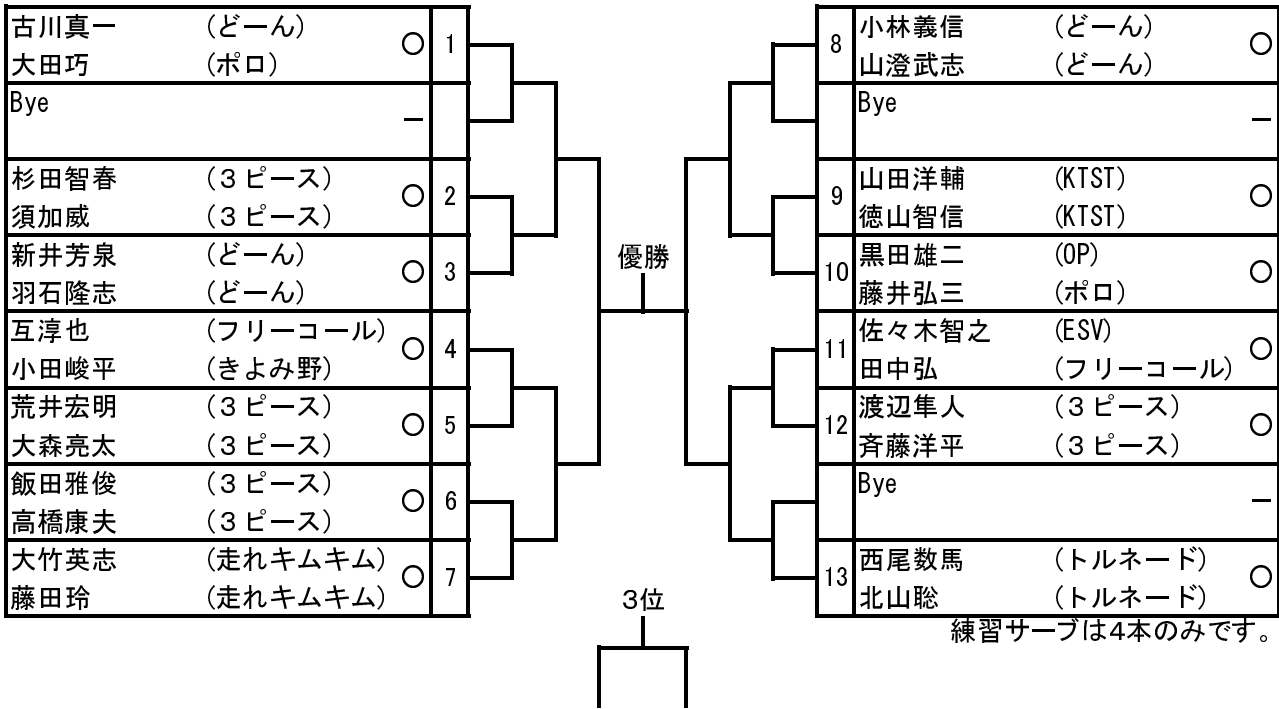 古川真一 (どーん) ○ 1
大田巧 (ポロ)
Bye －
杉田智春 (３ピース) ○ 2
須加威 (３ピース)
新井芳泉 (どーん) ○ 3
羽石隆志 (どーん)
互淳也 (フリーコール) ○ 4
小田峻平 (きよみ野)
荒井宏明 (３ピース) ○ 5
大森亮太 (３ピース)
飯田雅俊 (３ピース) ○ 6
高橋康夫 (３ピース)
大竹英志 (走れキムキム) ○ 7
藤田玲 (走れキムキム)
優勝
3位
8 小林義信 (どーん) ○
山澄武志 (どーん)
Bye －
9 山田洋輔 (KTST) ○
徳山智信 (KTST)
10 黒田雄二 (OP) ○
藤井弘三 (ポロ)
11 佐々木智之 (ESV) ○
田中弘 (フリーコール)
12 渡辺隼人 (３ピース) ○
斉藤洋平 (３ピース)
Bye －
13 西尾数馬 (トルネード) ○
北山聡 (トルネード)
練習サーブは4本のみです。